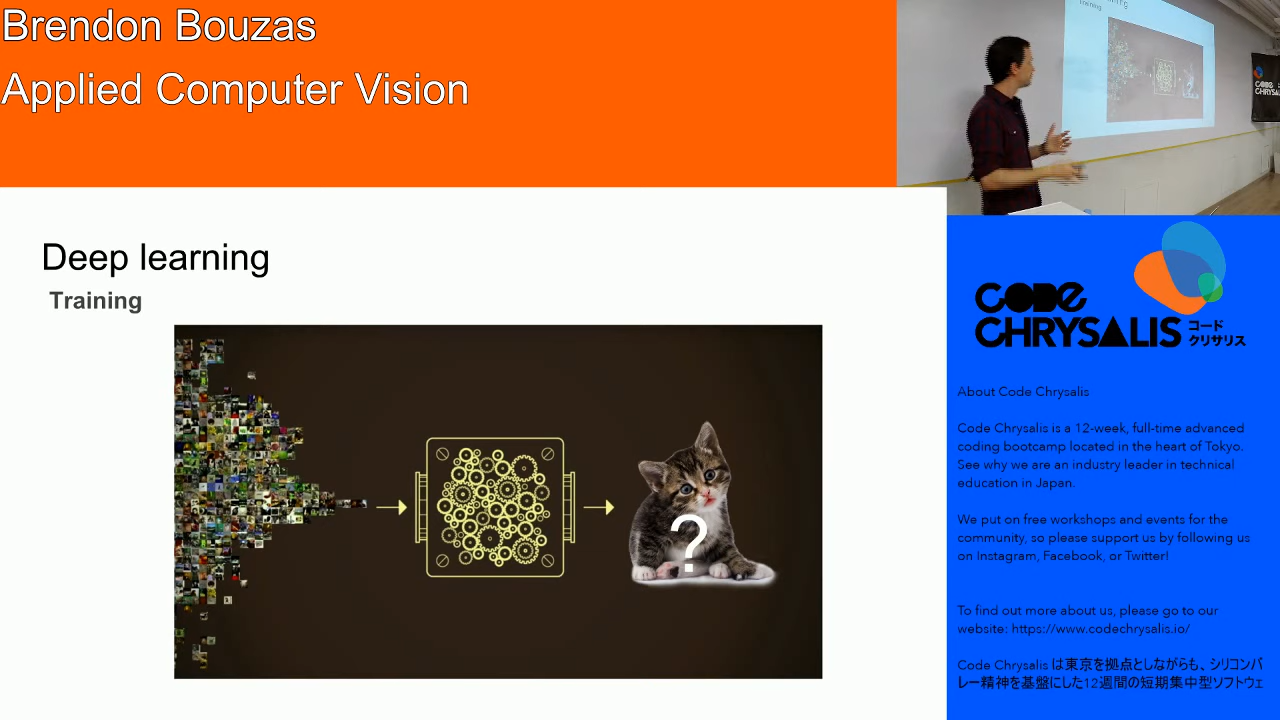 Brendon Bouzas
Applied Computer Vision
Deep learning
Training
?
CODE
CHRYSALIS
コード
クリサリス
About Code Chrysalis
Code Chrysalis is a 12-week, full-time advanced
coding bootcamp located in the heart of Tokyo.
See why we are an industry leader in technical
education in Japan.
We put on free workshops and events for the
community, so please support us by following us
on Instagram, Facebook, or Twitter!
To find out more about us, please go to our
website: https://www.codechrysalis.io/
Code Chrysalis は東京を拠点としながらも、シリコンバ
レー精神を基盤にした12週間の短期集中型ソフトウェ